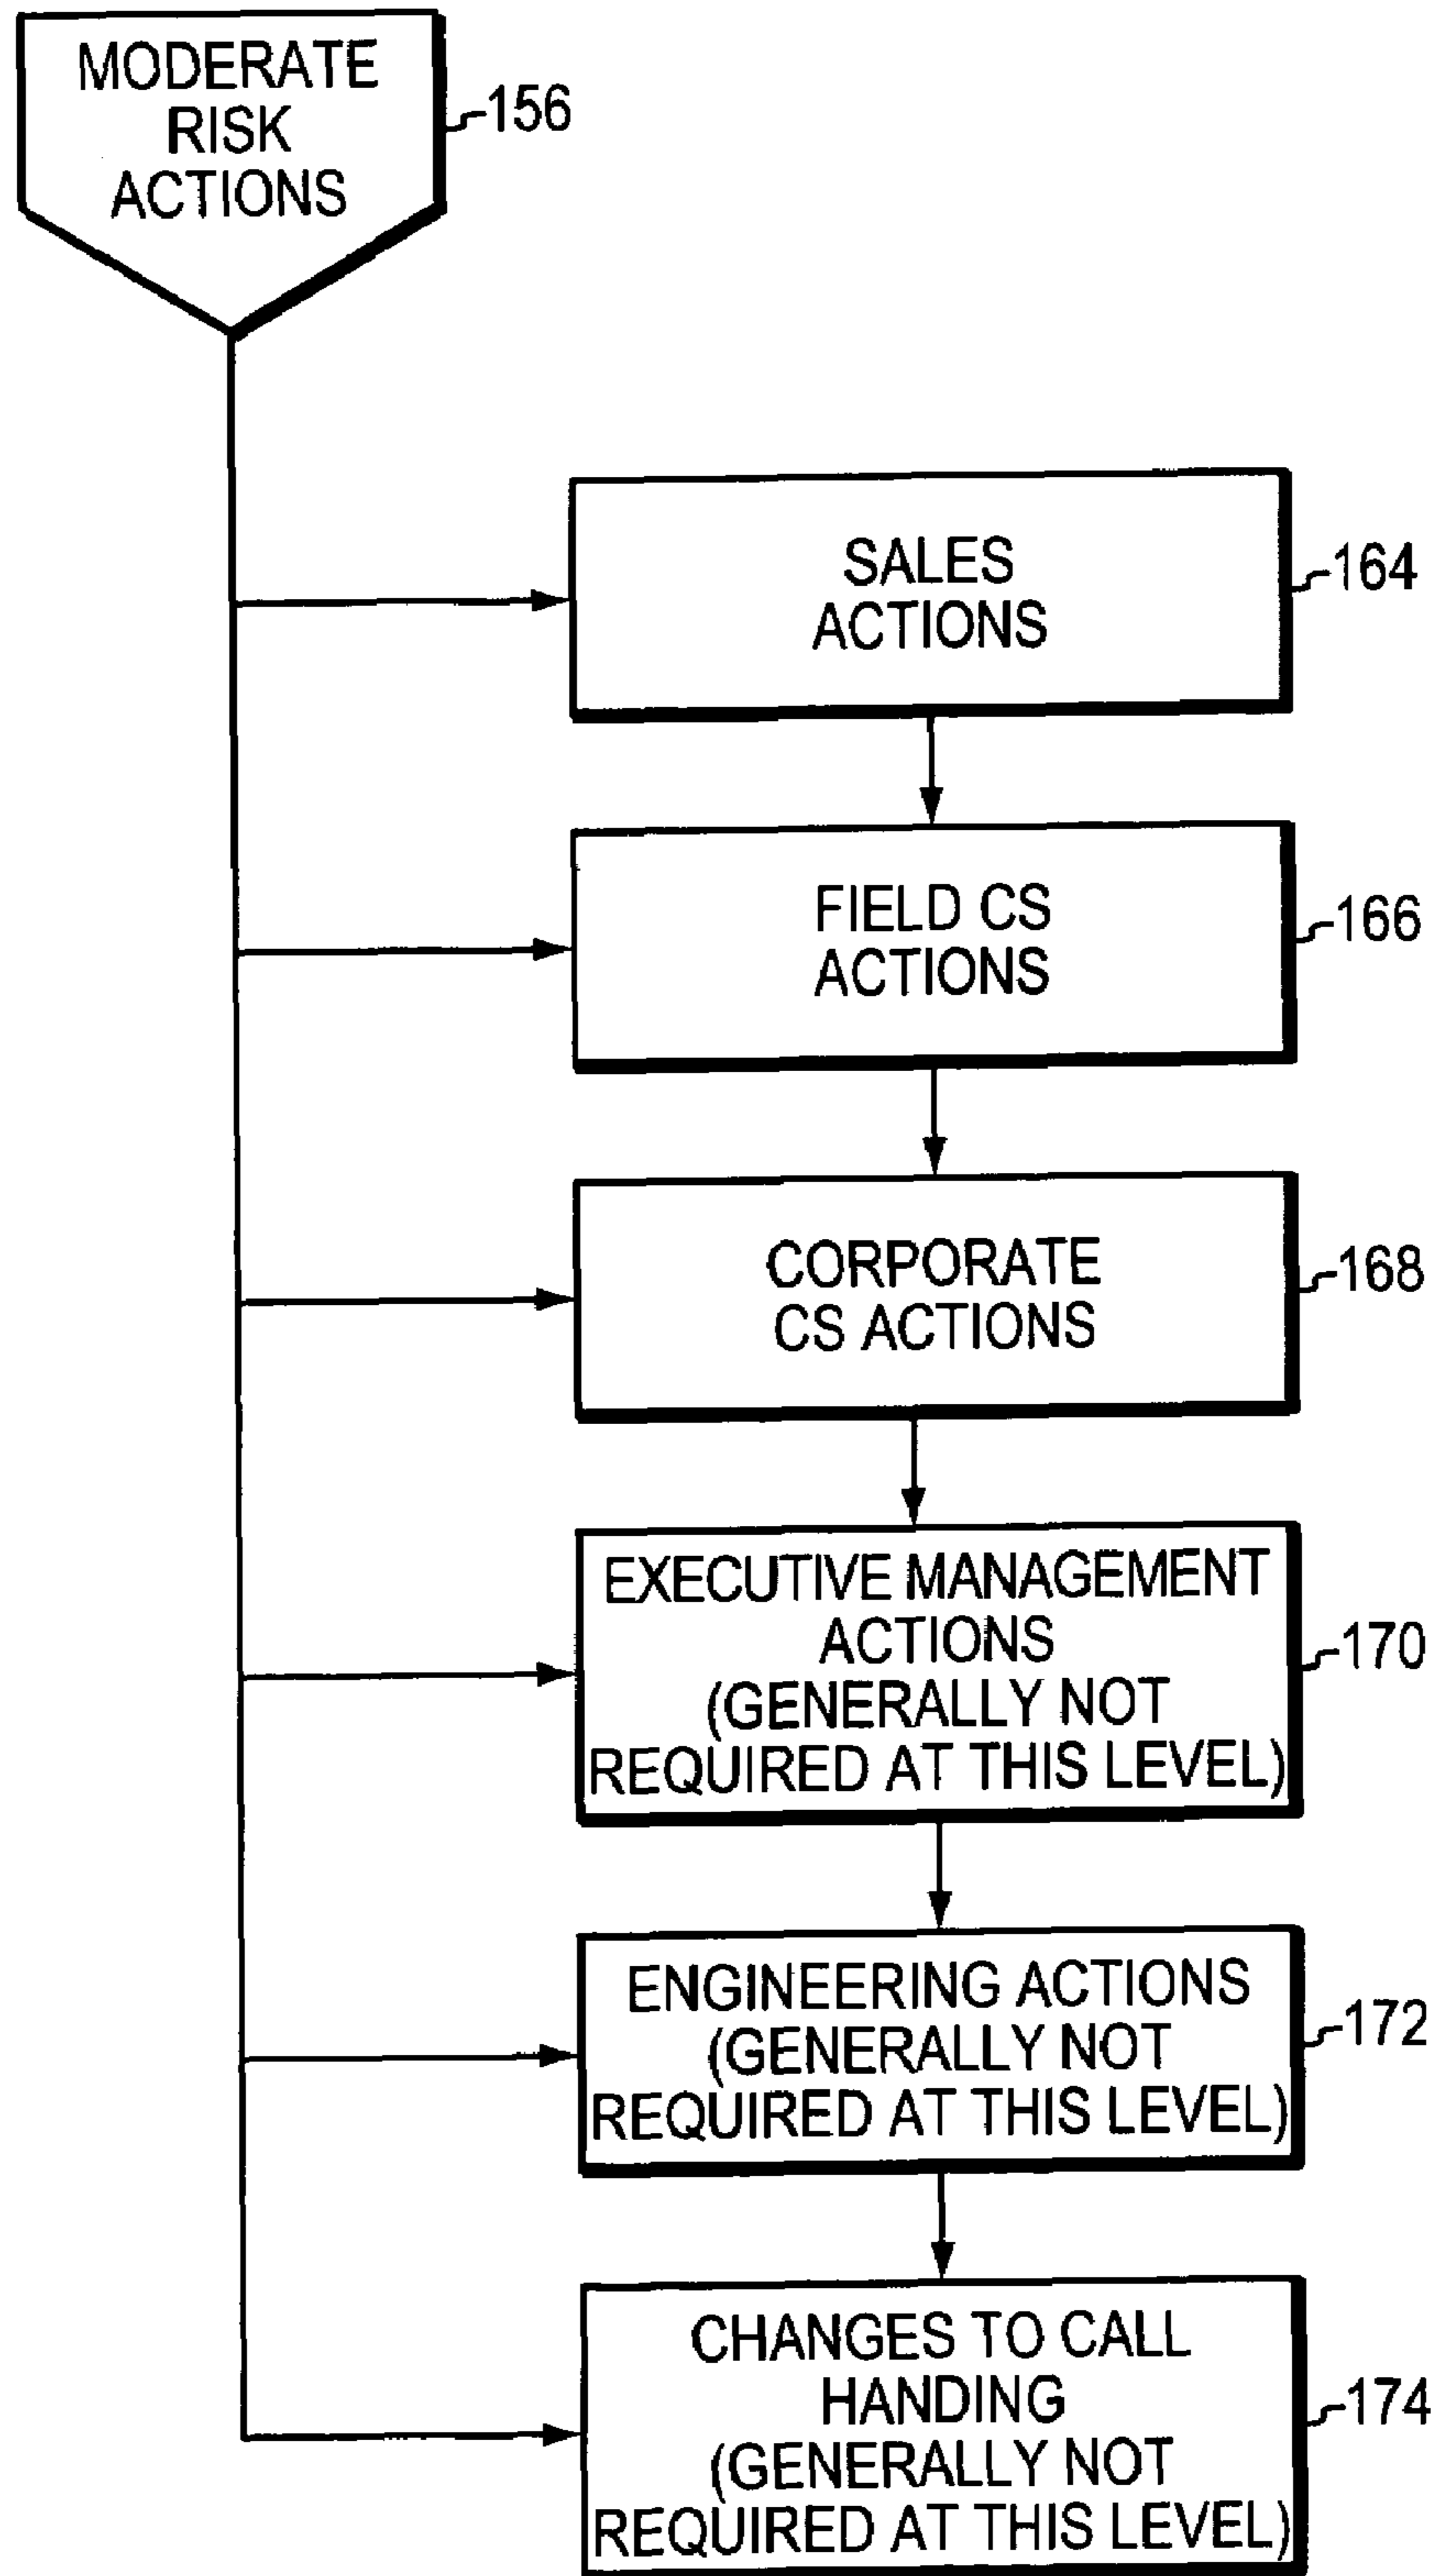 MODERATE
RISK
ACTIONS
156
SALES
ACTIONS
164
FIELD CS
ACTIONS
166
CORPORATE
CS ACTIONS
168
EXECUTIVE MANAGEMENT
ACTIONS
(GENERALLY NOT
REQUIRED AT THIS LEVEL)
170
ENGINEERING ACTIONS
(GENERALLY NOT
REQUIRED AT THIS LEVEL)
172
CHANGES TO CALL
HANDING
(GENERALLY NOT
REQUIRED AT THIS LEVEL)
174